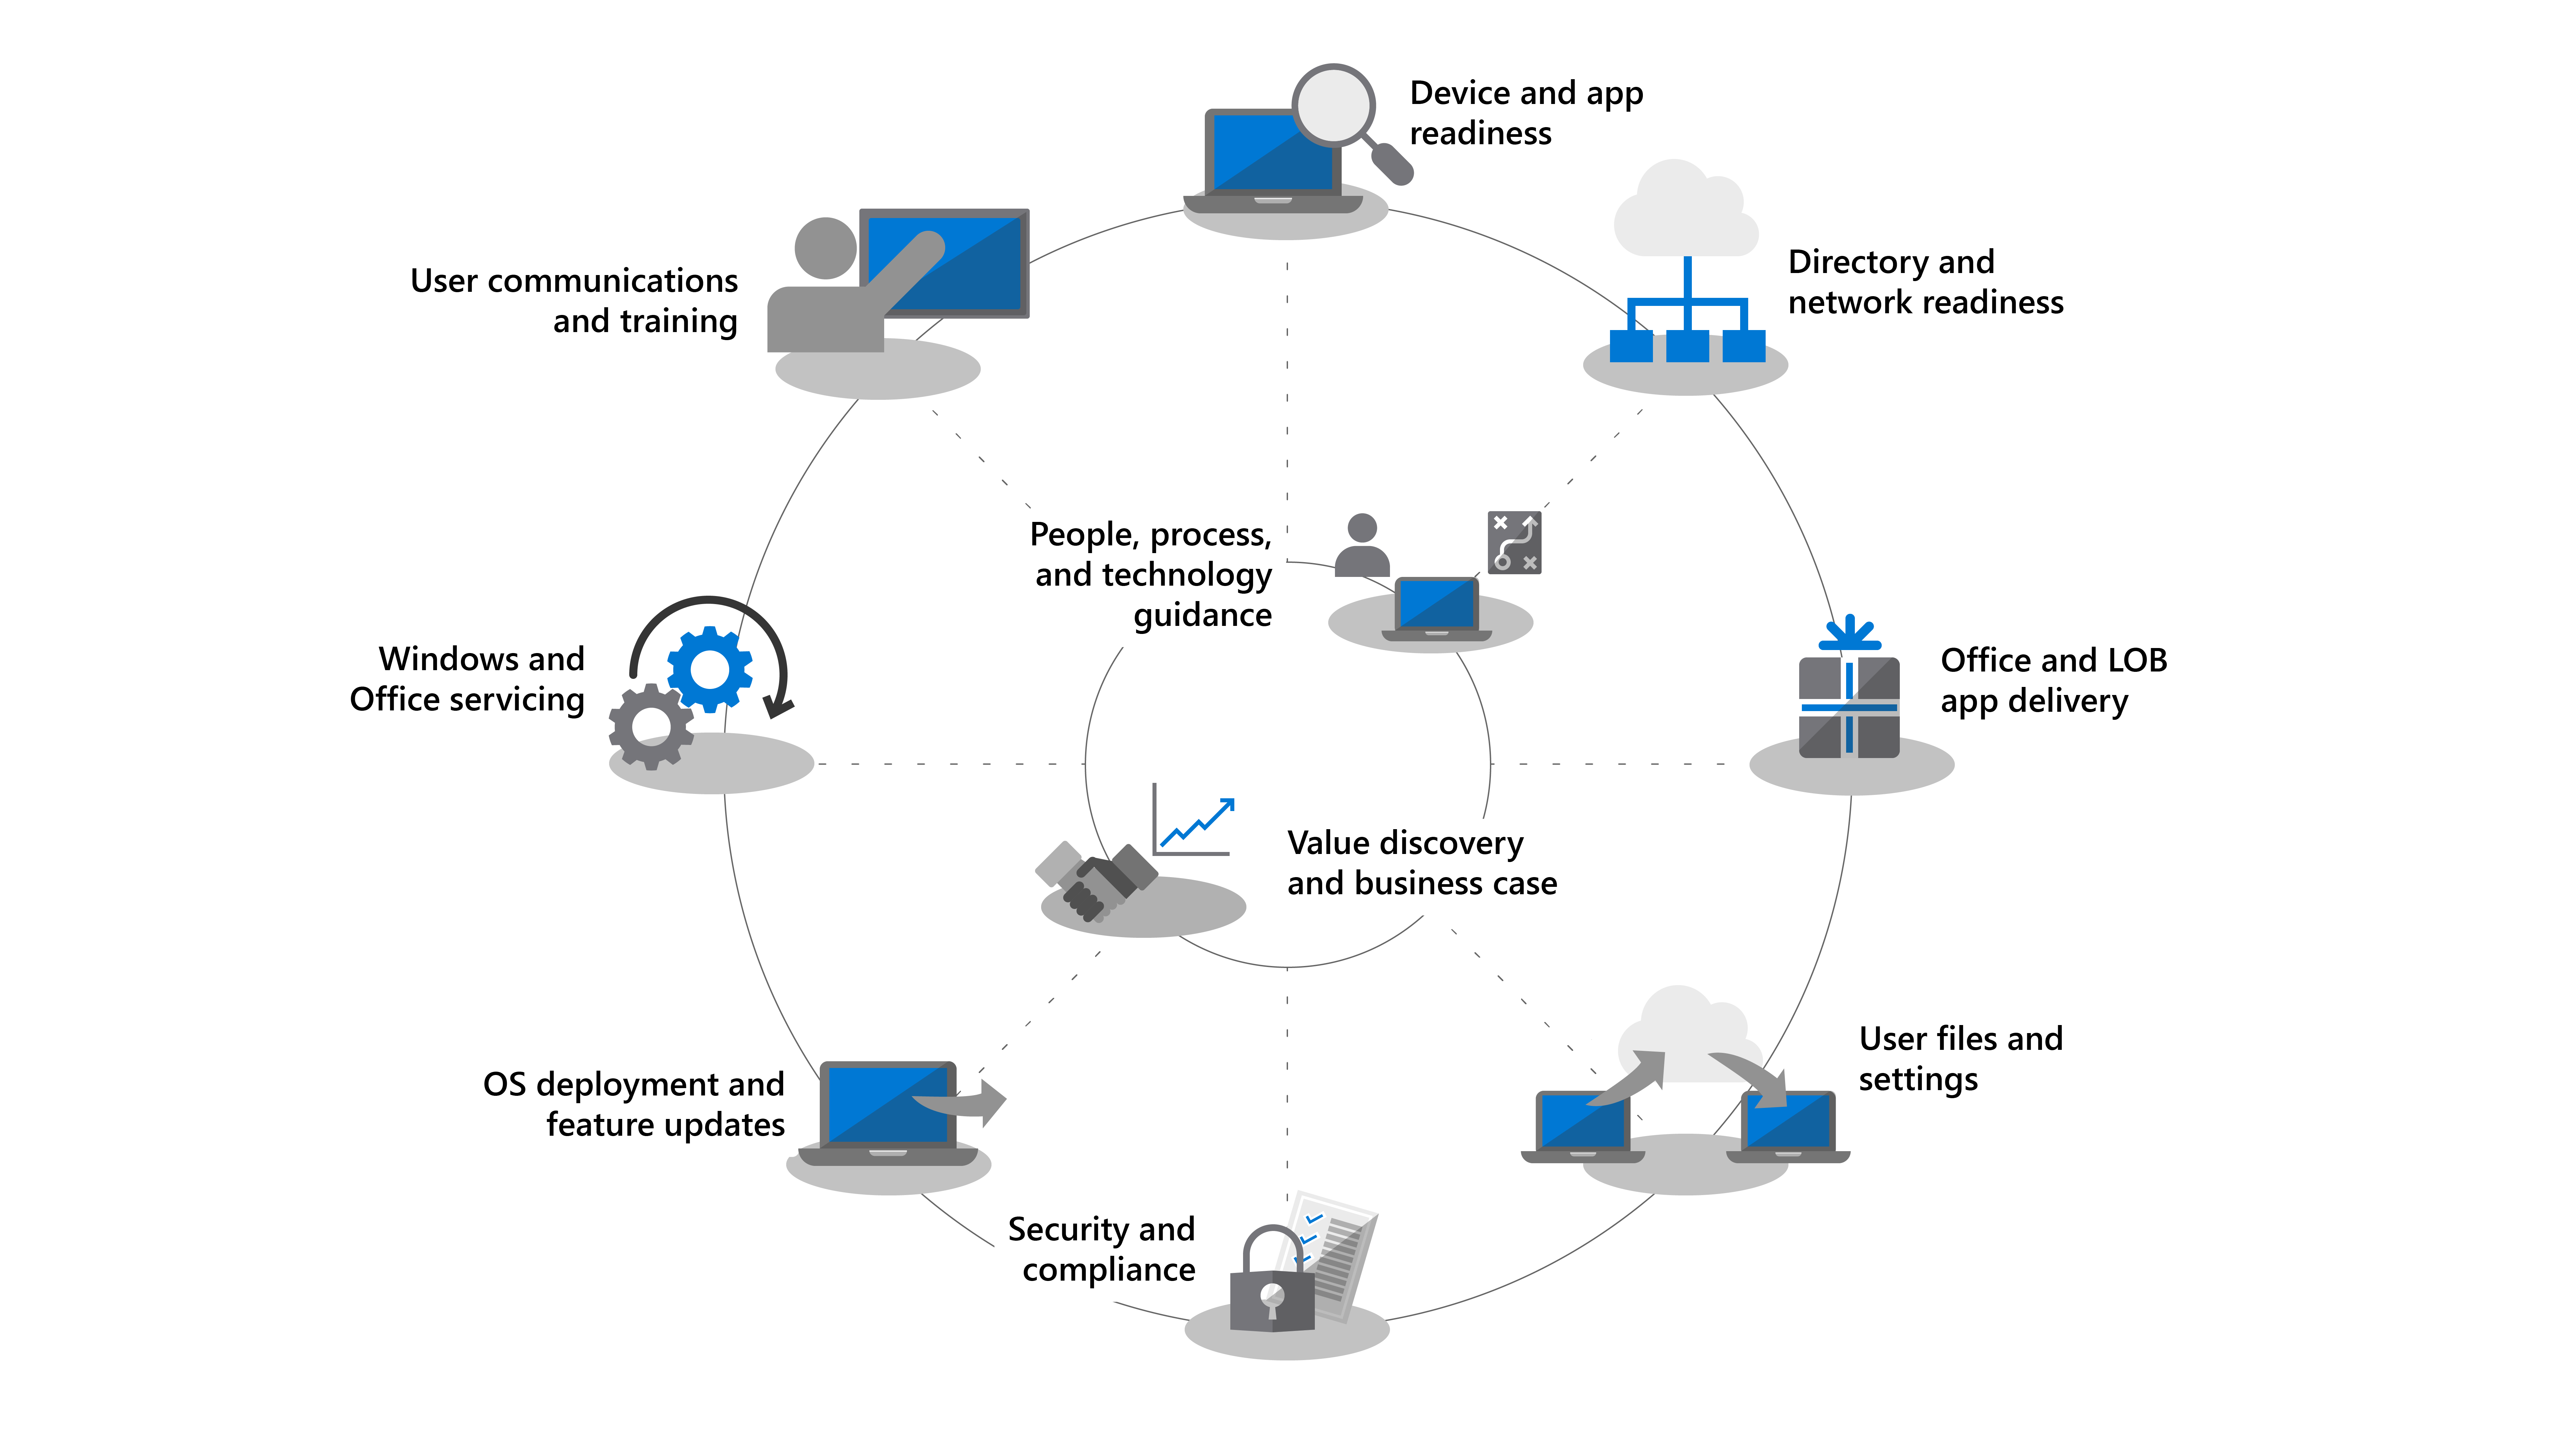 Device and app
readiness
Directory and
network readiness
User communications
and training
People, process,
and technology
guidance
Windows and
Office servicing
Office and LOB
app delivery
Value discovery
and business case
User files and
settings
OS deployment and
feature updates
Security and
compliance